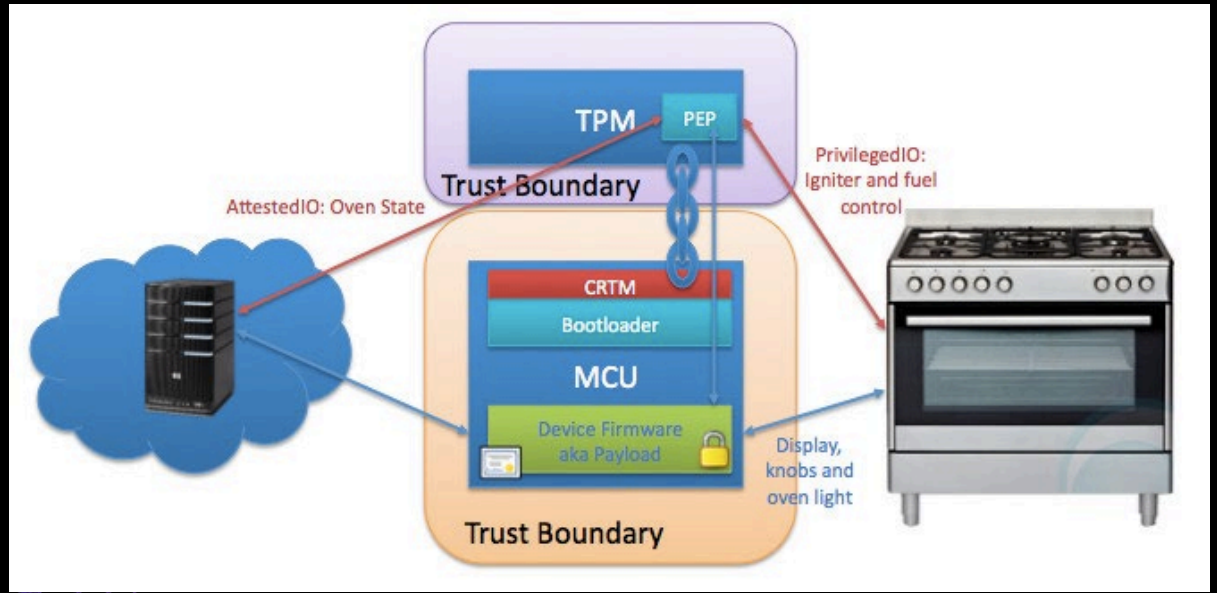 TPM
PEP
Trust Boundary
PrivilegedIO:
Igniter and fuel
control
AttestedIO: Oven State
CRTM
Bootloader
MCU
Device Firmware
aka Payload
Display,
knobs and
oven light
Trust Boundary